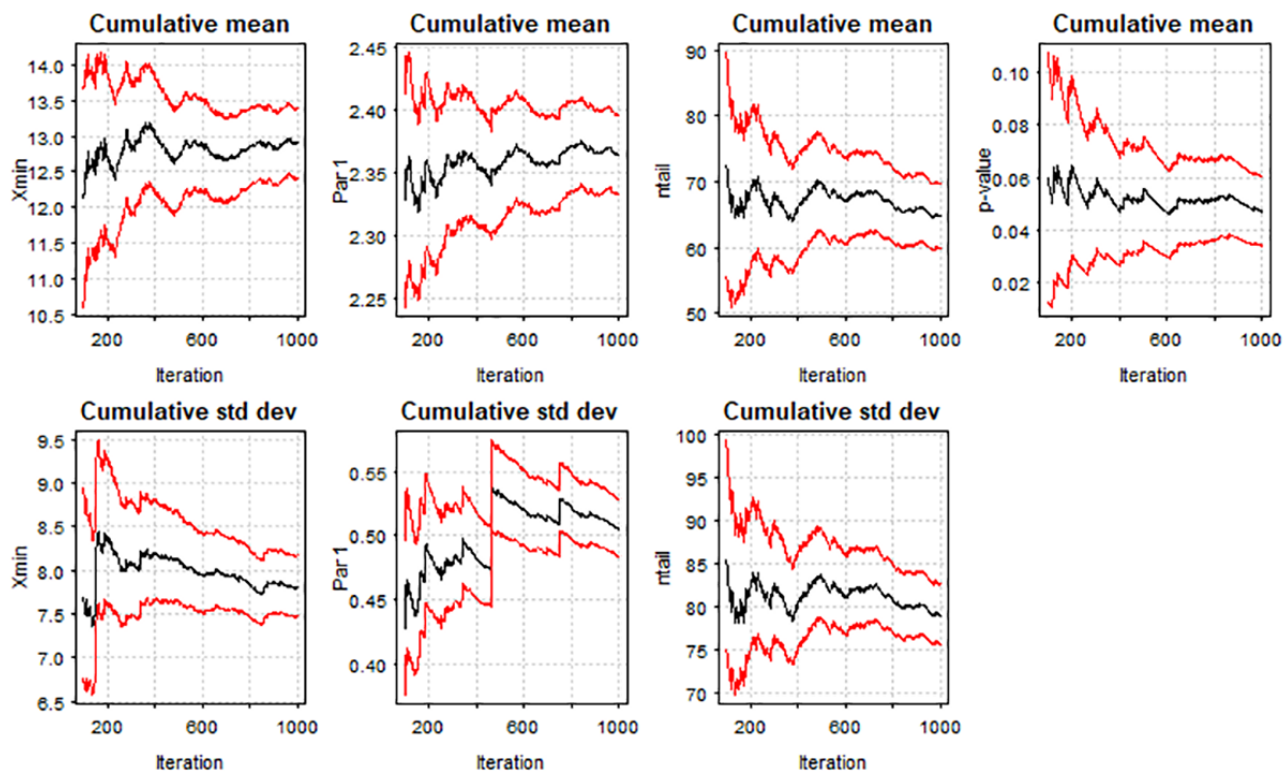 Cumulative mean
Xmin
14.0
13.5
13.0
12.5
12.0
11.5
11.0
10.5
200
600
1000
Iteration
Cumulative mean
Par 1
2.45
2.40
2.35
2.30
2.25
200
600
1000
Iteration
Cumulative mean
ntail
90
80
70
60
50
200
600
1000
Iteration
Cumulative mean
p-value
0.10
0.08
0.06
0.04
0.02
200
600
1000
Iteration
Cumulative std dev
Xmin
9.5
9.0
8.5
8.0
7.5
7.0
6.5
200
600
1000
Iteration
Cumulative std dev
Par 1
0.55
0.50
0.45
0.40
200
600
1000
Iteration
Cumulative std dev
ntail
100
95
90
85
80
75
70
200
600
1000
Iteration